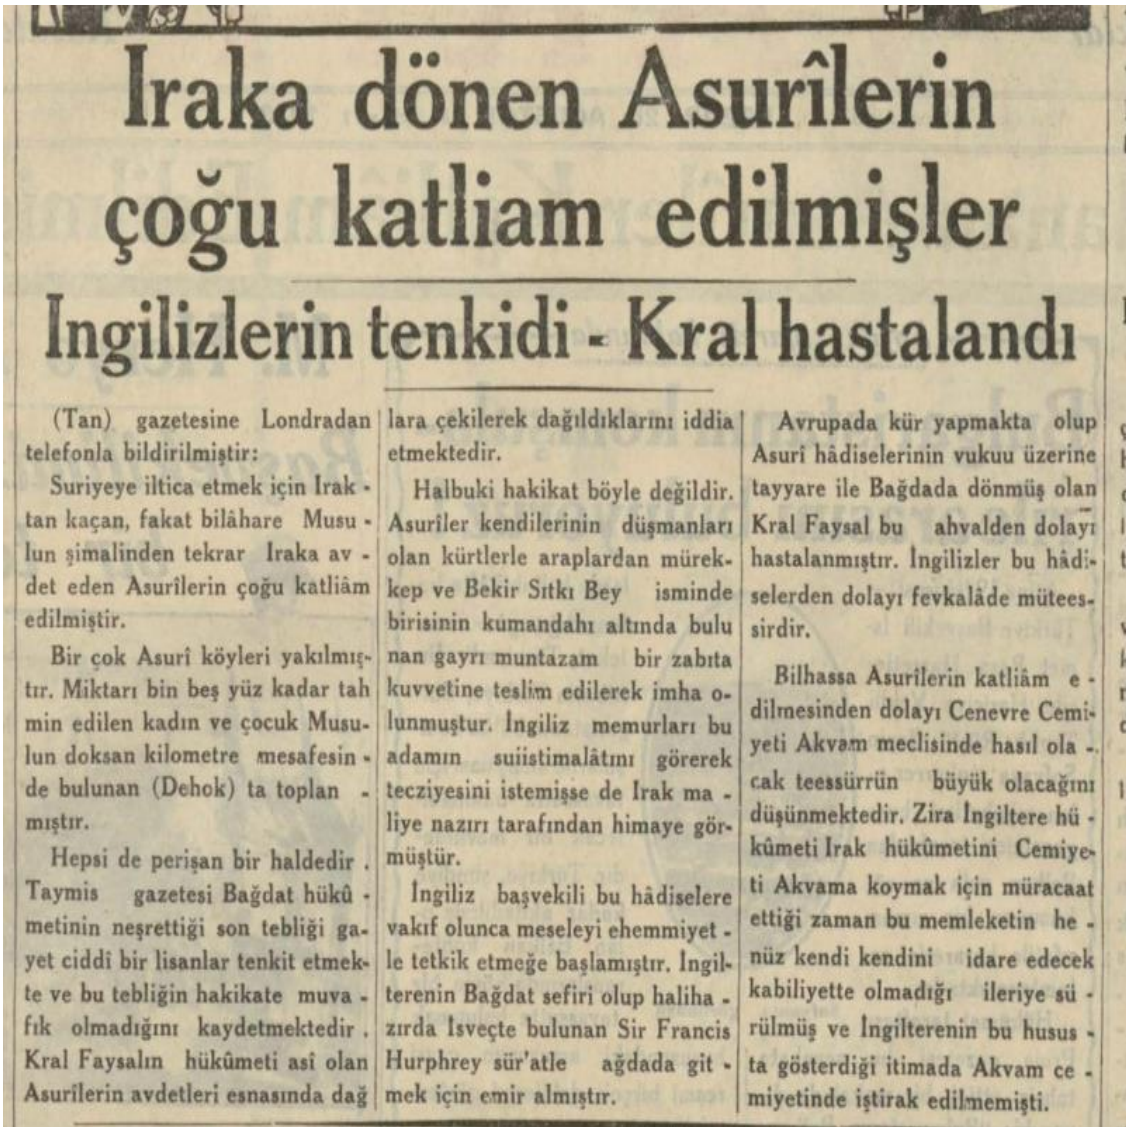 Iraka dönen Asurîlerin
çoğu katliam edilmişler
Ingilizlerin tenkidi - Kral hastalandı
(Tan) gazetesine Londradan
telefonla bildirilmiştir:
Suriyeye iltica etmek için Irak -
tan kaçan, fakat bilâhare Musu -
lun şimalinden tekrar Iraka av -
det eden Asurîlerin çoğu katliâm
edilmiştir.
Bir çok Asurî köyleri yakılmış-
tır. Miktarı bin beş yüz kadar tah
min edilen kadın ve çocuk Musu-
lun doksan kilometre mesafesin -
de bulunan (Dehok) ta toplan -
mıştır.
Hepsi de perişan bir haldedir .
Taymis gazetesi Bağdat hükû -
metinin neşrettiği son tebliği ga-
yet ciddî bir lisanlar tenkit etmek-
te ve bu tebliğin hakikate muva -
fık olmadığını kaydetmektedir .
Kral Faysalın hükûmeti asî olan
Asurîlerin avdetleri esnasında dağ
lara çekilerek dağıldıklarını iddia
etmektedir.
Halbuki hakikat böyle değildir.
Asurîler kendilerinin düşmanları
olan kürtlerle araplardan mürek-
kep ve Bekir Sıtkı Bey isminde
birisinin kumandahı altında bulu
nan gayrı muntazam bir zabıta
kuvvetine teslim edilerek imha o-
lunmuştur. İngiliz memurları bu
adamın suiistimalâtını görerek
tecziyesini istemişse de Irak ma -
liye nazırı tarafından himaye gör-
müştür.
İngiliz başvekili bu hâdiselere
vakıf olunca meseleyi ehemmiyet -
le tetkik etmeğe başlamıştır. İngil-
terenin Bağdat sefiri olup haliha -
zırda İsveçte bulunan Sir Francis
Hurphrey sür'atle ağdada git -
mek için emir almıştır.
Avrupada kür yapmakta olup
Asurî hâdiselerinin vukuu üzerine
tayyare ile Bağdada dönmüş olan
Kral Faysal bu ahvalden dolayı
hastalanmıştır. İngilizler bu hâdi-
selerden dolayı fevkalâde mütees-
sirdir.
Bilhassa Asurîlerin katliâm e -
dilmesinden dolayı Cenevre Cemi-
yeti Akvam meclisinde hasıl ola -
cak teessürrün büyük olacağını
düşünmektedir. Zira İngiltere hü -
kûmeti Irak hükûmetini Cemiye-
ti Akvama koymak için müracaat
ettiği zaman bu memleketin he -
nüz kendi kendini idare edecek
kabiliyette olmadığı ileriye sü -
rülmüş ve İngilterenin bu husus -
ta gösterdiği itimada Akvam ce -
miyetinde iştirak edilmemişti.